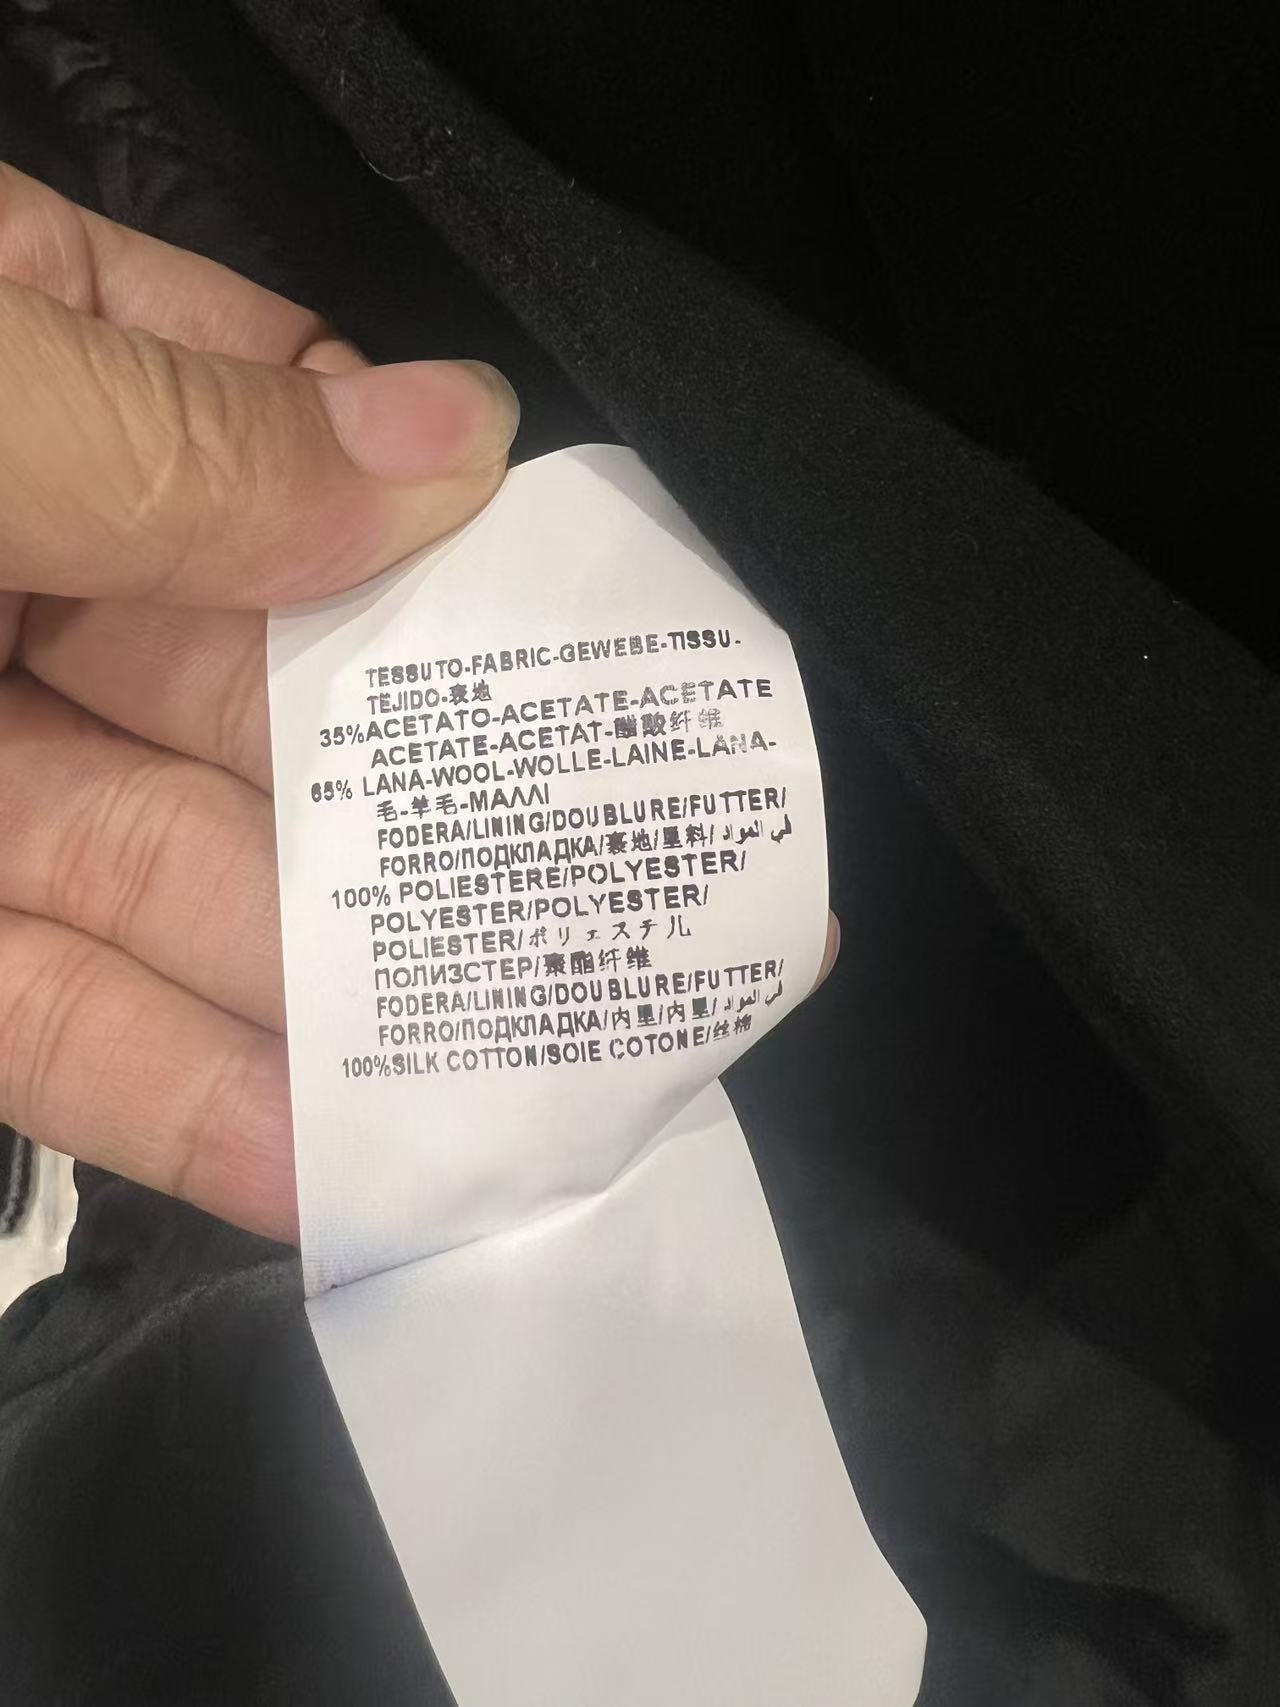 TESSUTO-FABRIC-GEWEBE-TISSU-
TEJIDO-表地
35%ACETATO-ACETATE-ACETATE
ACETATE-ACETAT-醋酸纤维
65% LANA-WOOL-WOLLE-LAINE-LANA-
毛-羊毛-ΜΑΛΛΙ
FODERA/LINING/DOUBLURE/FUTTER/
FORRO/ПОДКЛАДКА/裏地/里料/
100% POLIESTERE/POLYESTER/
POLYESTER/POLYESTER/
POLIESTER/ポリェステル
ПОЛИЗСТЕР/聚酯纤维
FODERA/LINING/DOUBLURE/FUTTER/
FORRO/ПОДКЛАДКА/内里/内里/
100%SILK COTTON/SOIE COTONE/丝棉